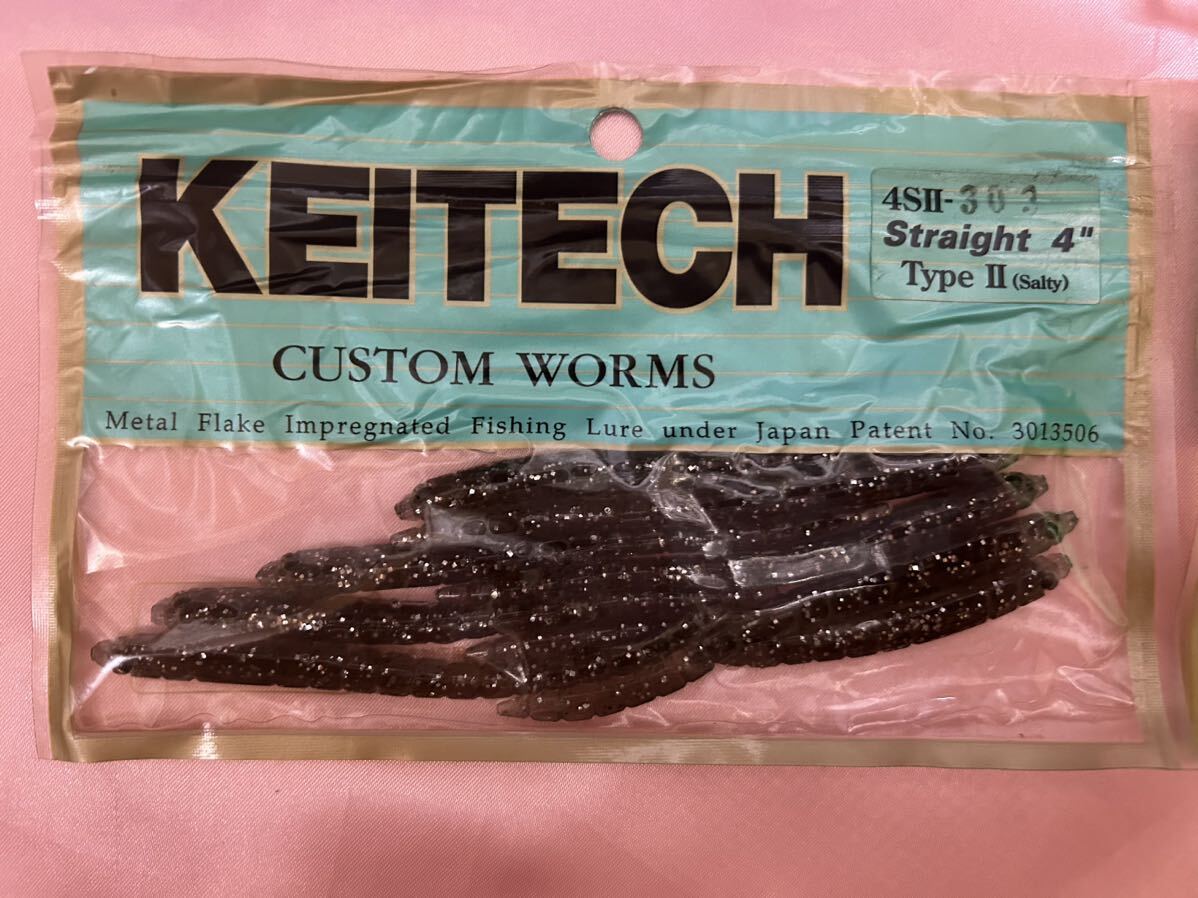 KEITECH
4SII-303
Straight 4"
Type II (Salty)
CUSTOM WORMS
Metal Flake Impregnated Fishing Lure under Japan Patent No. 3013506